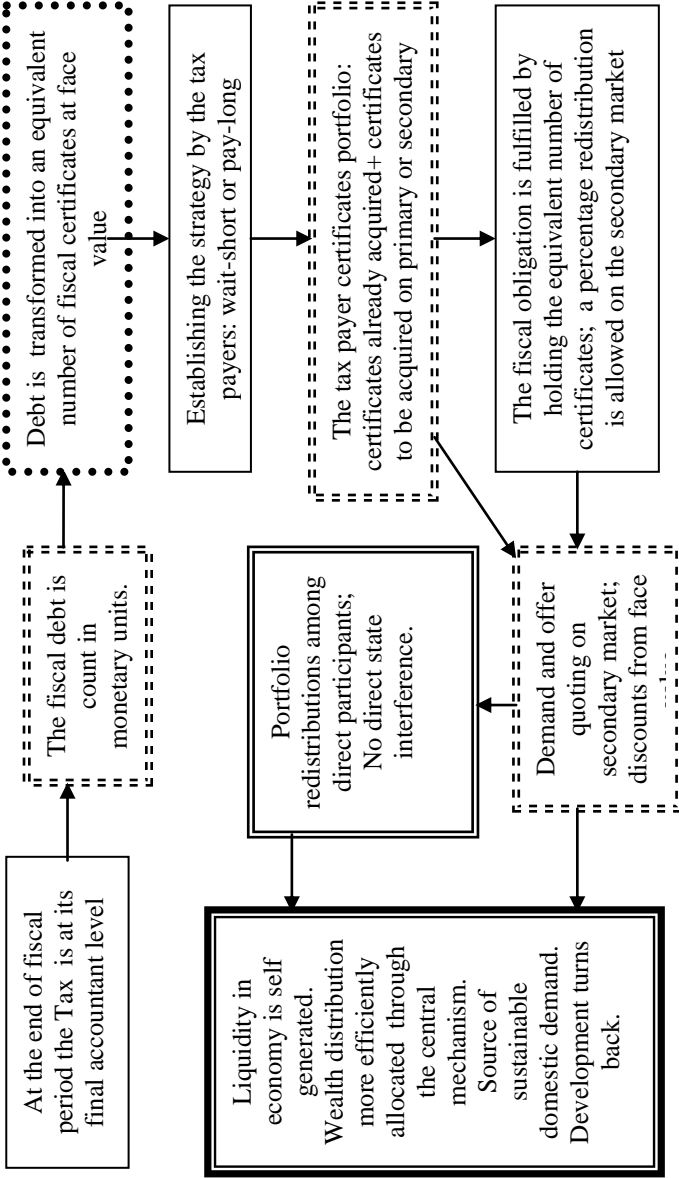 At the end of fiscal
period the Tax is at its
final accountant level
The fiscal debt is
count in
monetary units.
Debt is transformed into an equivalent
number of fiscal certificates at face
value
Establishing the strategy by the tax
payers: wait-short or pay-long
The tax payer certificates portfolio:
certificates already acquired+ certificates
to be acquired on primary or secondary
The fiscal obligation is fulfilled by
holding the equivalent number of
certificates; a percentage redistribution
is allowed on the secondary market
Demand and offer
quoting on
secondary market;
discounts from face
Portfolio
redistributions among
direct participants;
No direct state
interference.
Liquidity in
economy is self
generated.
Wealth distribution
more efficiently
allocated through
the central
mechanism.
Source of
sustainable
domestic demand.
Development turns
back.